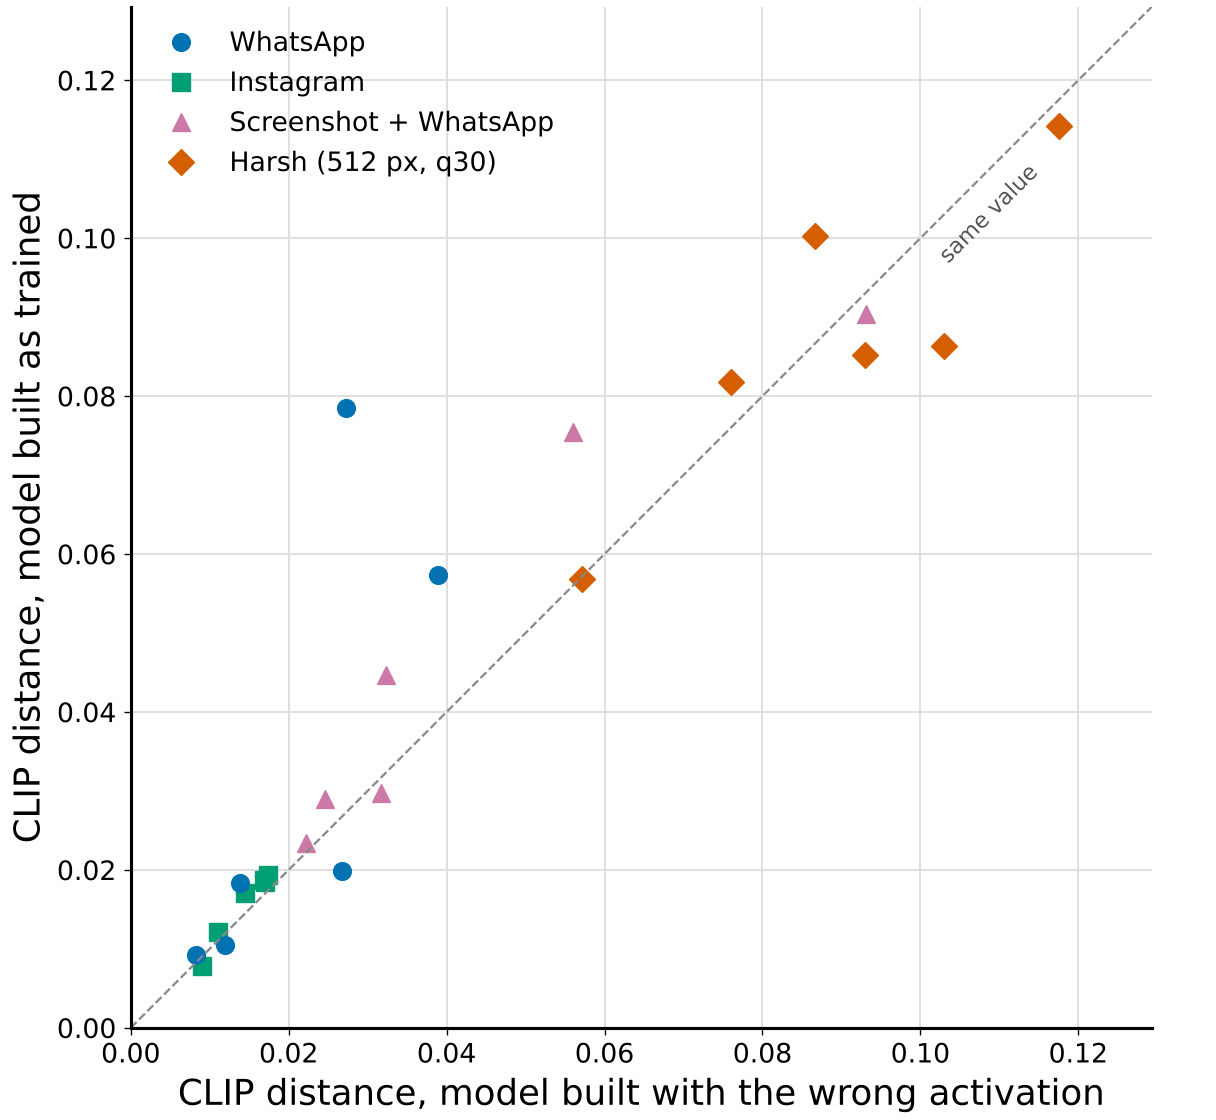 WhatsApp
Instagram
Screenshot + WhatsApp
Harsh (512 px, q30)
same value
CLIP distance, model built as trained
0.12
0.10
0.08
0.06
0.04
0.02
0.00
0.00 0.02 0.04 0.06 0.08 0.10 0.12
CLIP distance, model built with the wrong activation